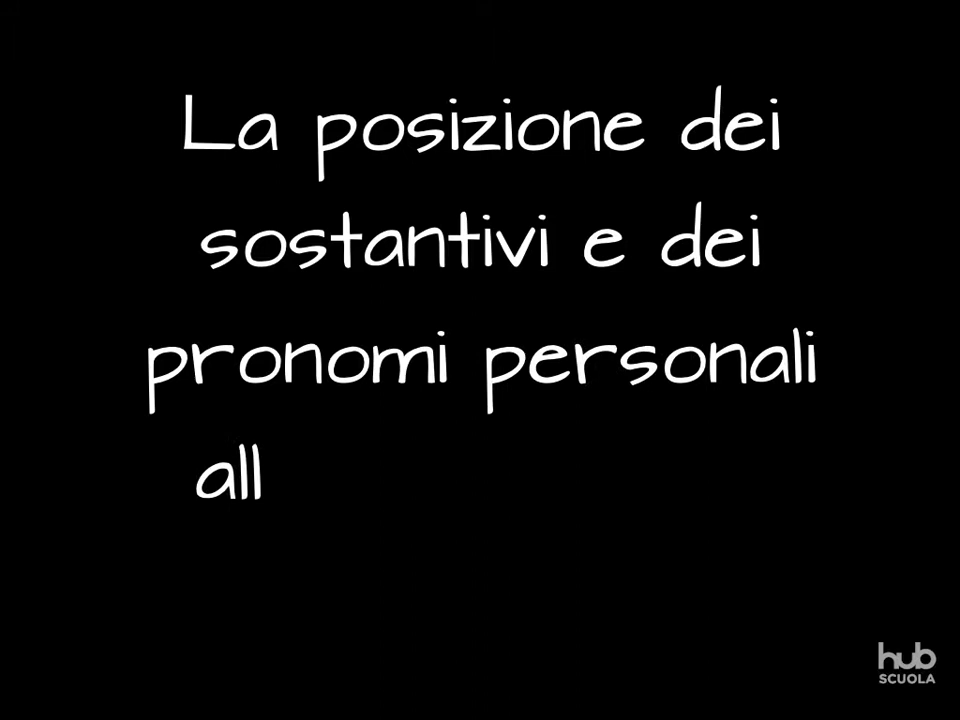 La posizione dei
sostantivi e dei
pronomi personali
all
hub
SCUOLA